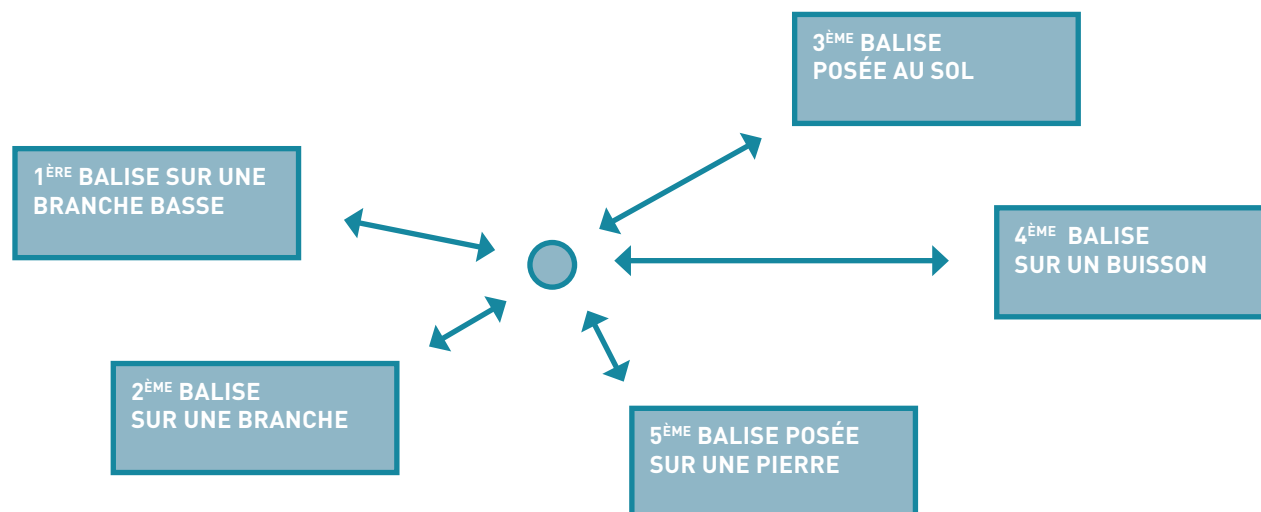 1ÈRE BALISE SUR UNE
BRANCHE BASSE
2ÈME BALISE
SUR UNE BRANCHE
3ÈME BALISE
POSÉE AU SOL
4ÈME BALISE
SUR UN BUISSON
5ÈME BALISE POSÉE
SUR UNE PIERRE